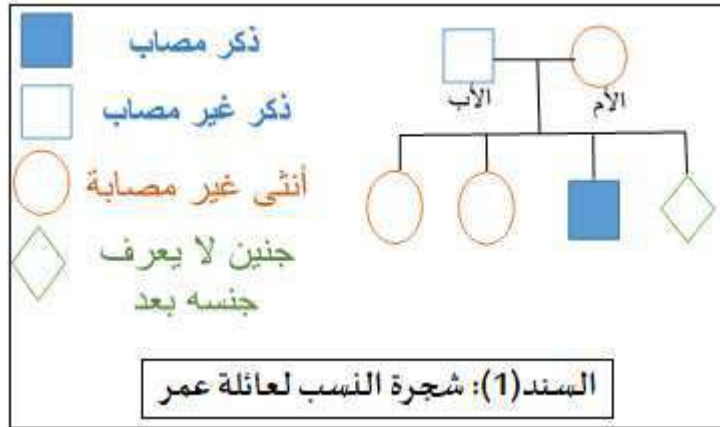 ذكر مصاب
ذكر غير مصاب
أنثى غير مصابة
جنين لا يعرف
جنسه بعد
الأم
الأب
السند(1): شجرة النسب لعائلة عمر